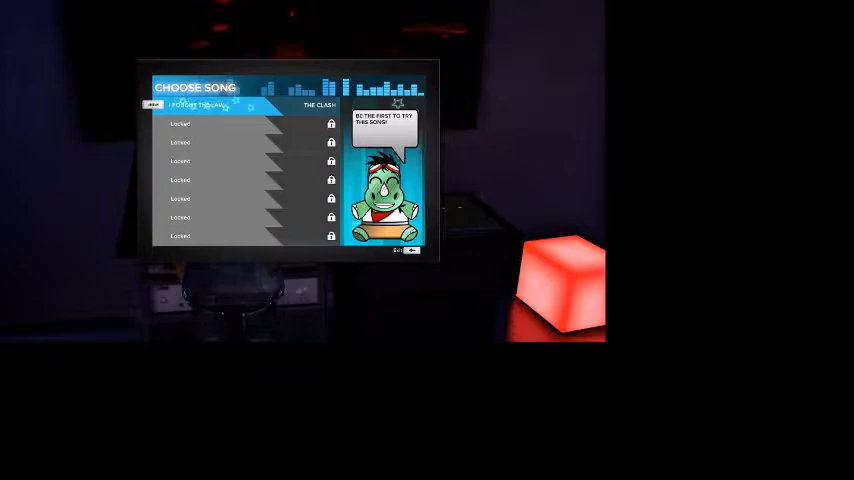 CHOOSE SONG
I FOUGHT THE LAW
THE CLASH
Locked
Locked
Locked
Locked
Locked
Locked
Locked
BE THE FIRST TO TRY
THIS SONG!
Exit